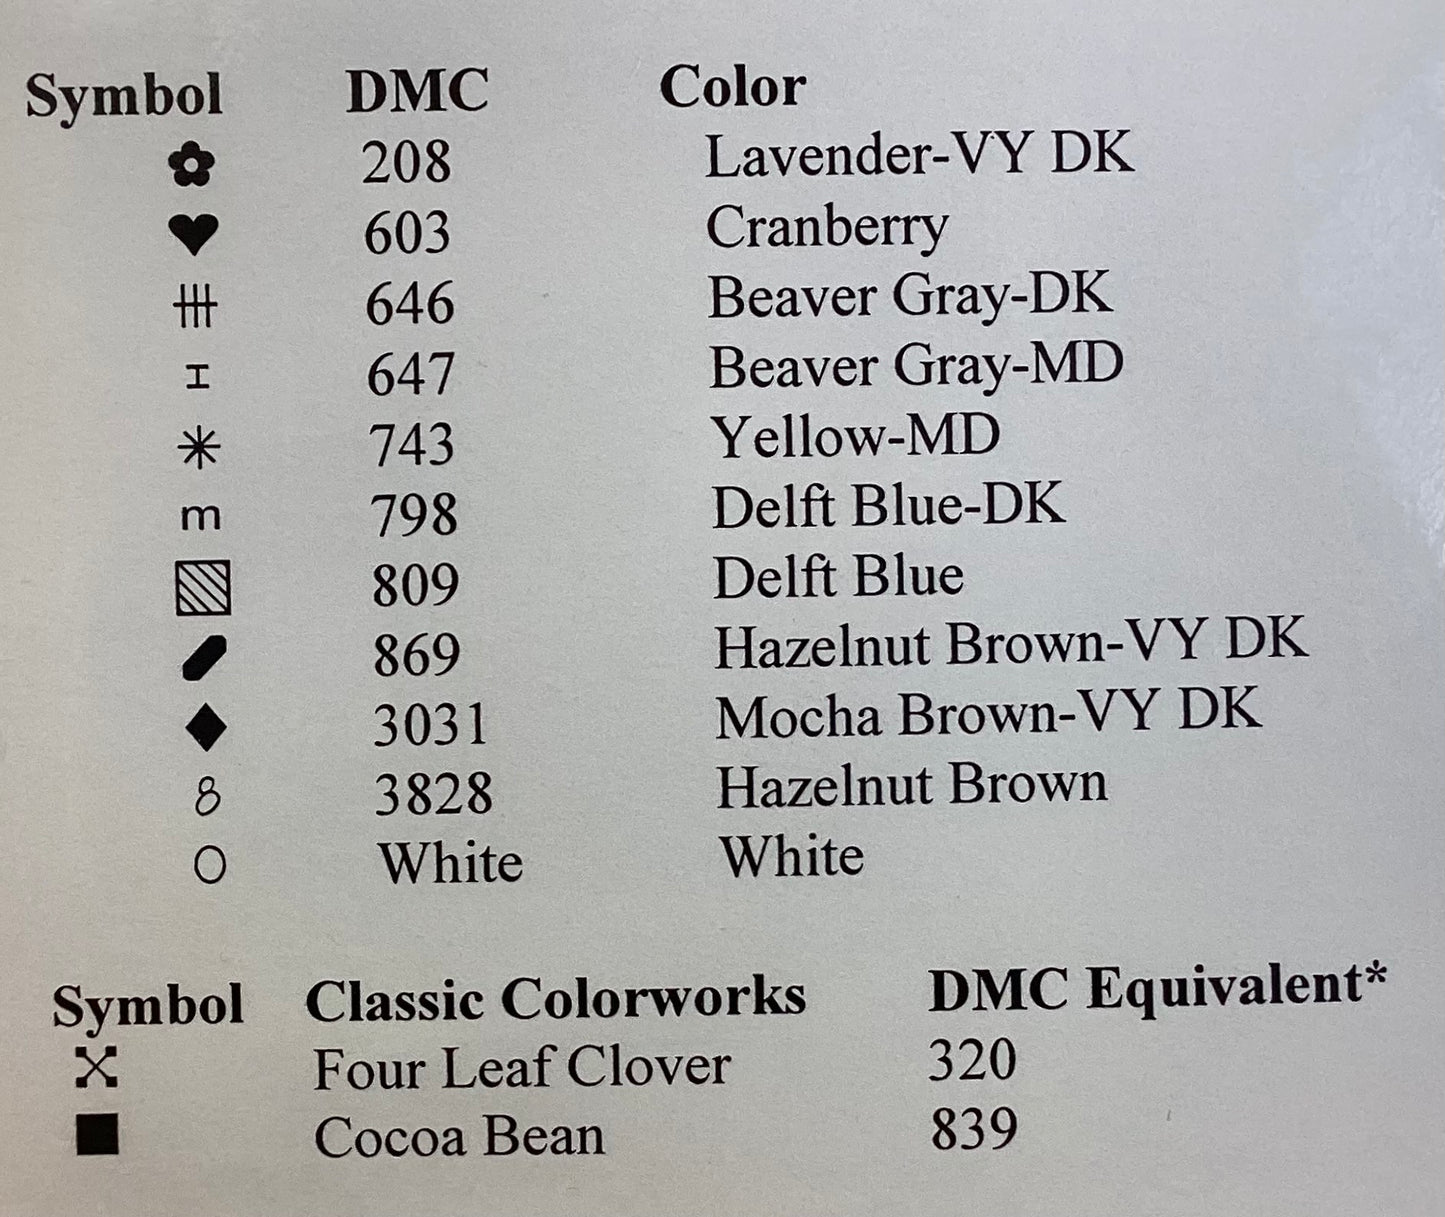 Symbol DMC Color
✿ 208 Lavender-VY DK
♥ 603 Cranberry
卌 646 Beaver Gray-DK
I 647 Beaver Gray-MD
✳ 743 Yellow-MD
m 798 Delft Blue-DK
▧ 809 Delft Blue
869 Hazelnut Brown-VY DK
◆ 3031 Mocha Brown-VY DK
8 3828 Hazelnut Brown
O White White
Symbol Classic Colorworks DMC Equivalent*
Four Leaf Clover 320
■ Cocoa Bean 839